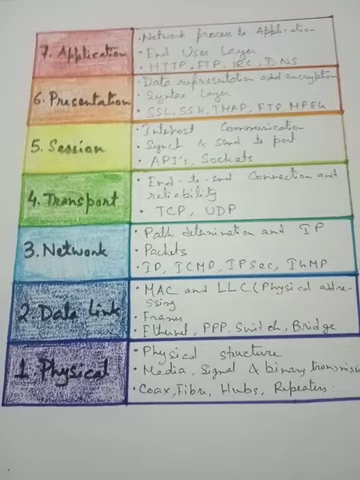 7. Application
• Network process to Application
• End User Layer
• HTTP, FTP, IRC, DNS
6. Presentation
• Data representation and encryption
• Syntax Layer
• SSL, SSH, IMAP, FTP, MPEG
5. Session
• Interhost Communication
• Synch & Send to port
• API's, Sockets
4. Transport
• End-to-end Connection and
reliability
• TCP, UDP
3. Network
• Path determination and IP
• Packets
• IP, ICMP, IPSec, IGMP
2. Data Link
• MAC and LLC (Physical addre-
ssing
• Frames
• Ethernet, PPP, Switch, Bridge
1. Physical
• Physical structure
• Media, Signal & binary transmiss
• Coax, Fibre, Hubs, Repeaters